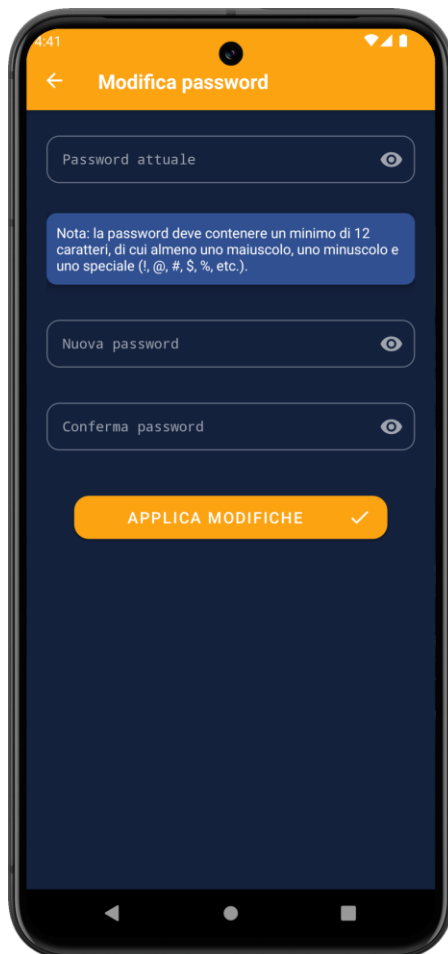 4:41
Modifica password
Password attuale
Nota: la password deve contenere un minimo di 12
caratteri, di cui almeno uno maiuscolo, uno minuscolo e
uno speciale (!, @, #, $, %, etc.).
Nuova password
Conferma password
APPLICA MODIFICHE